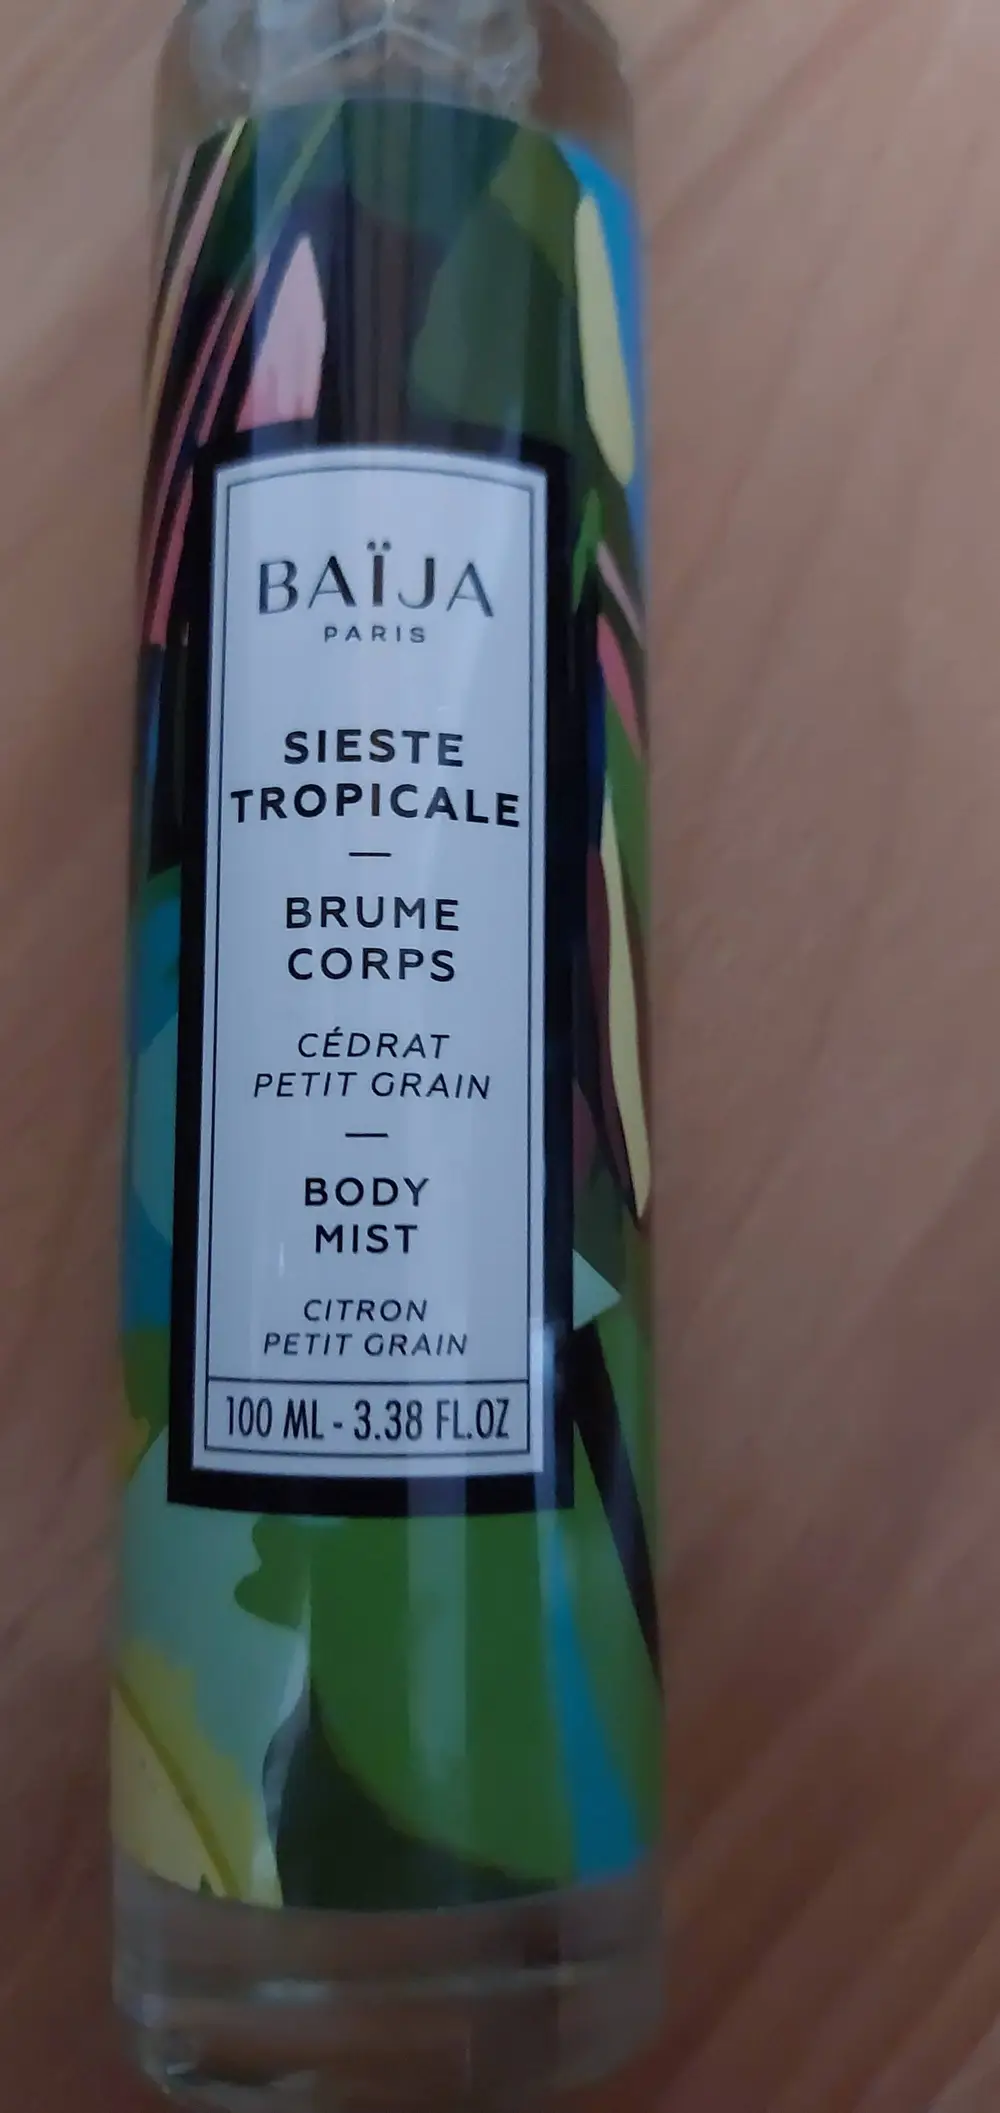 BAÏJA
PARIS
SIESTE
TROPICALE
—
BRUME
CORPS
CÉDRAT
PETIT GRAIN
—
BODY
MIST
CITRON
PETIT GRAIN
100 ML - 3.38 FL.OZ